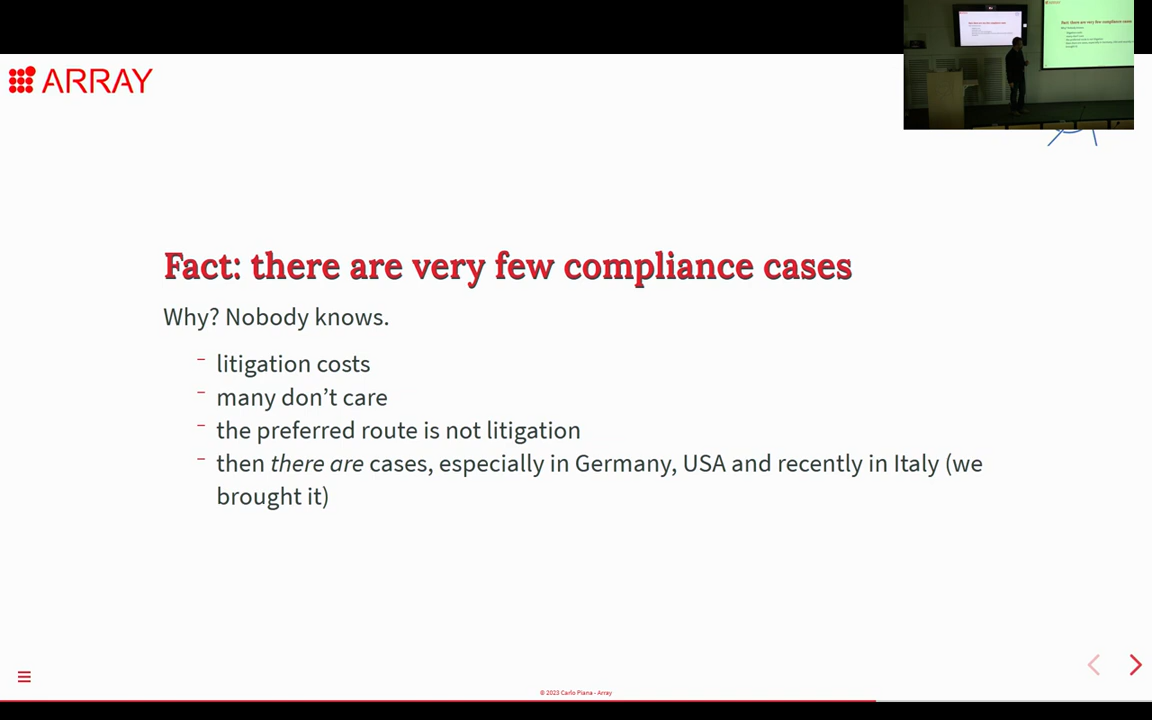 ARRAY
Fact: there are very few compliance cases
Why? Nobody knows.
– litigation costs
– many don’t care
– the preferred route is not litigation
– then there are cases, especially in Germany, USA and recently in Italy (we
brought it)
© 2023 Carlo Piana - Array